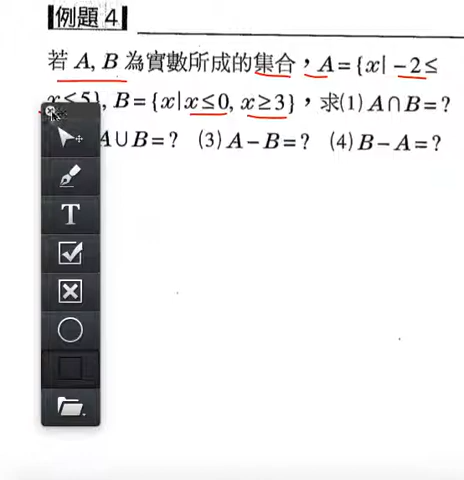 例題 4
若 A, B 為實數所成的集合，A={x| −2≤
x≤5}, B={x|x≤0, x≥3}，求(1) A∩B=?
A∪B=? (3) A−B=? (4) B−A=?
T